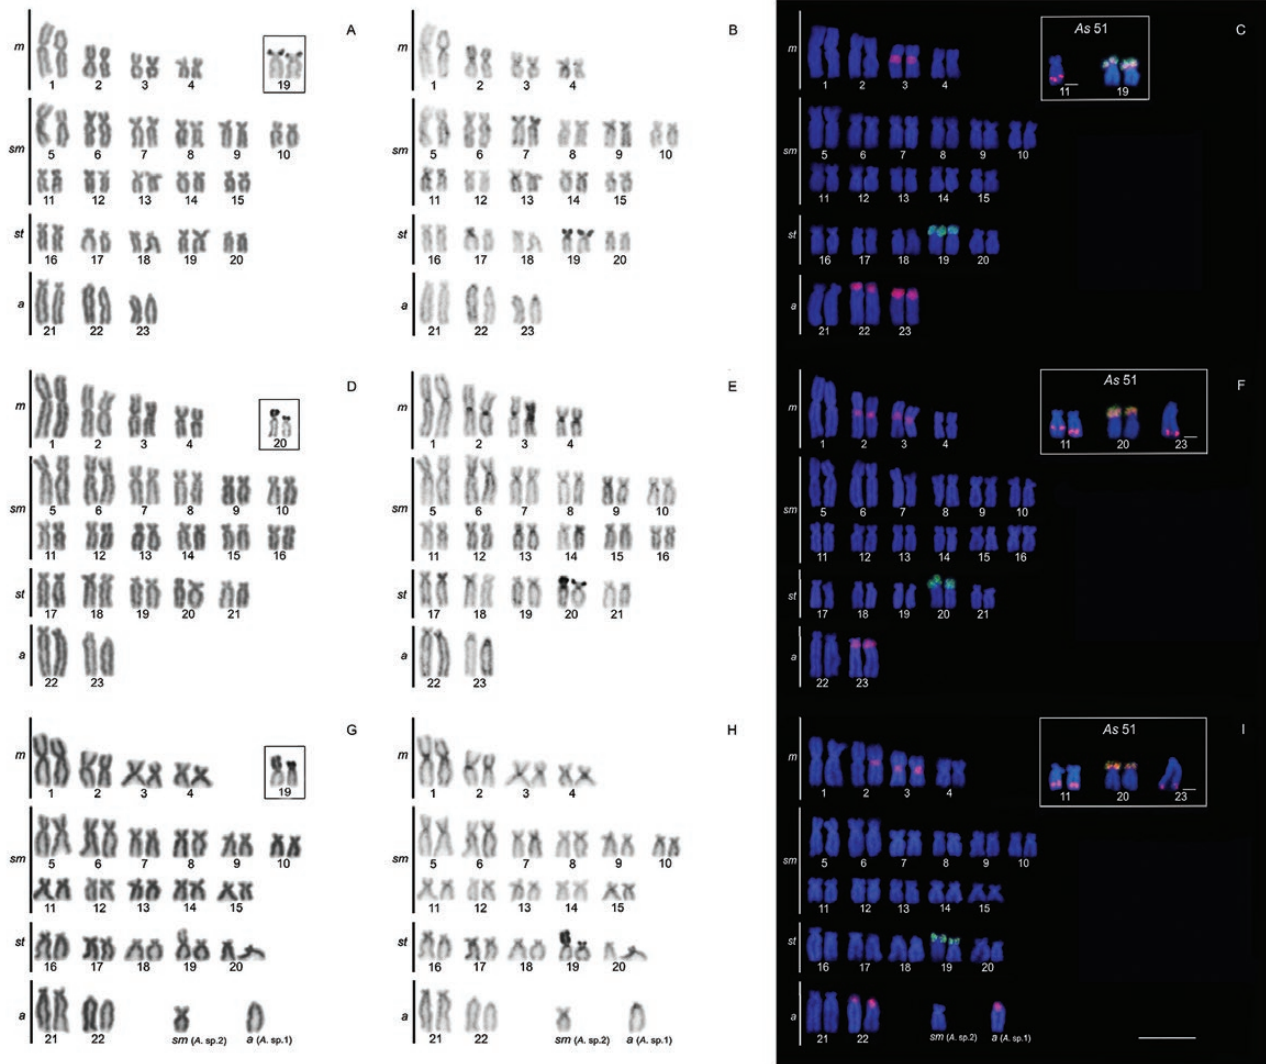 A
m
1 2 3 4 19
sm
5 6 7 8 9 10
11 12 13 14 15
st
16 17 18 19 20
a
21 22 23
B
m
1 2 3 4
sm
5 6 7 8 9 10
11 12 13 14 15
st
16 17 18 19 20
a
21 22 23
C
As 51
m
1 2 3 4 11 19
sm
5 6 7 8 9 10
11 12 13 14 15
st
16 17 18 19 20
a
21 22 23
D
m
1 2 3 4 20
sm
5 6 7 8 9 10
11 12 13 14 15 16
st
17 18 19 20 21
a
22 23
E
m
1 2 3 4
sm
5 6 7 8 9 10
11 12 13 14 15 16
st
17 18 19 20 21
a
22 23
F
As 51
m
1 2 3 4 11 20 23
sm
5 6 7 8 9 10
11 12 13 14 15 16
st
17 18 19 20 21
a
22 23
G
m
1 2 3 4 19
sm
5 6 7 8 9 10
11 12 13 14 15
st
16 17 18 19 20
a
21 22 sm (A. sp.2) a (A. sp.1)
H
m
1 2 3 4
sm
5 6 7 8 9 10
11 12 13 14 15
st
16 17 18 19 20
a
21 22 sm (A. sp.2) a (A. sp.1)
I
As 51
m
1 2 3 4 11 20 23
sm
5 6 7 8 9 10
11 12 13 14 15
st
16 17 18 19 20
a
21 22 sm (A. sp.2) a (A. sp.1)